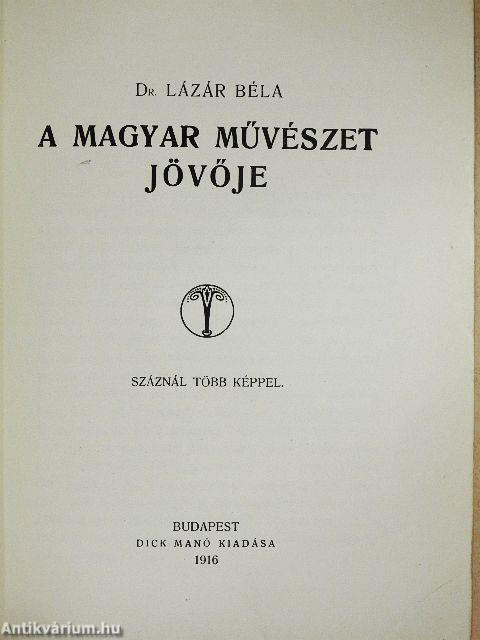 Dr. LÁZÁR BÉLA
A MAGYAR MŰVÉSZET
JÖVŐJE
SZÁZNÁL TÖBB KÉPPEL.
BUDAPEST
DICK MANÓ KIADÁSA
1916
Antikvárium.hu